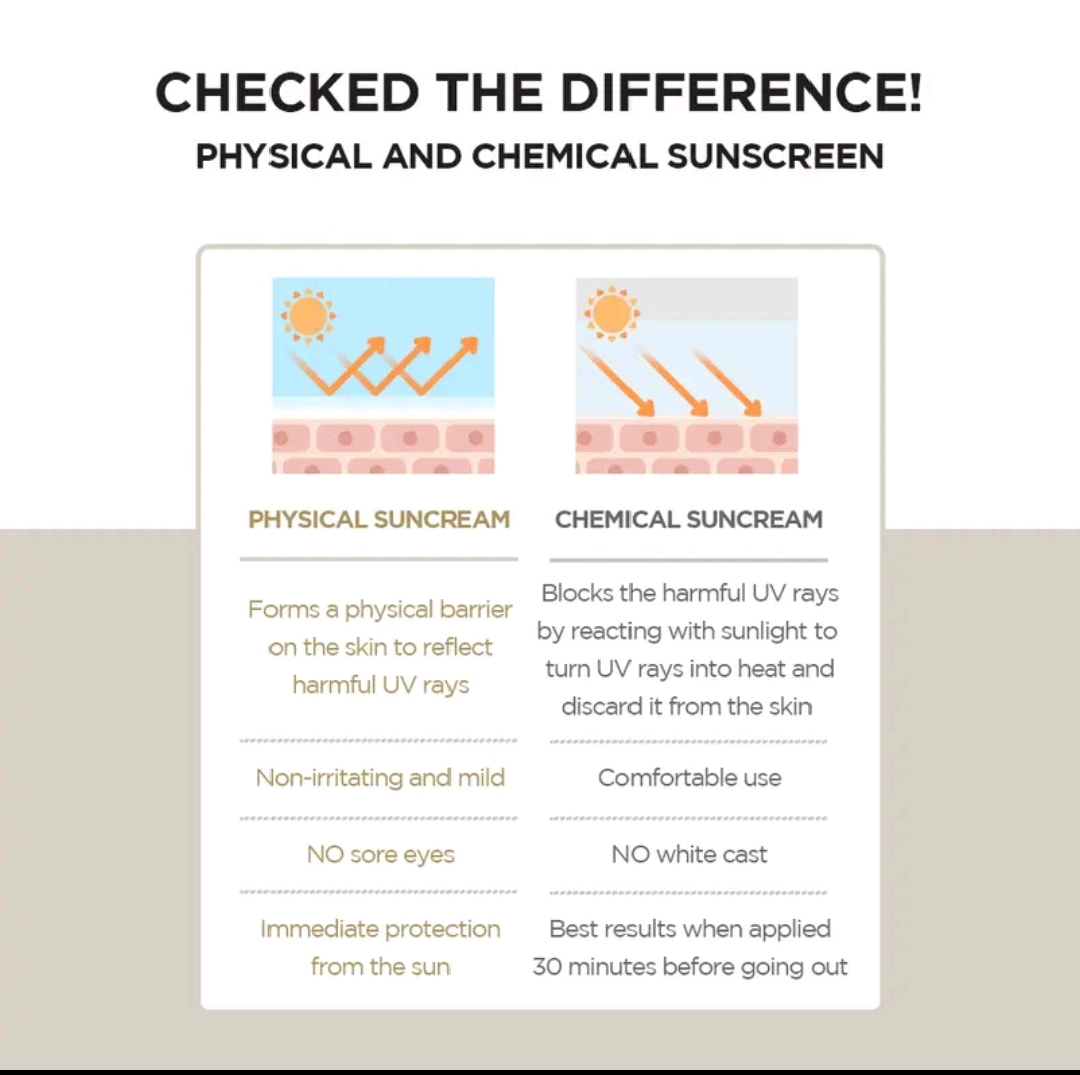 CHECKED THE DIFFERENCE!
PHYSICAL AND CHEMICAL SUNSCREEN
PHYSICAL SUNCREAM
Forms a physical barrier
on the skin to reflect
harmful UV rays
Non-irritating and mild
NO sore eyes
Immediate protection
from the sun
CHEMICAL SUNCREAM
Blocks the harmful UV rays
by reacting with sunlight to
turn UV rays into heat and
discard it from the skin
Comfortable use
NO white cast
Best results when applied
30 minutes before going out